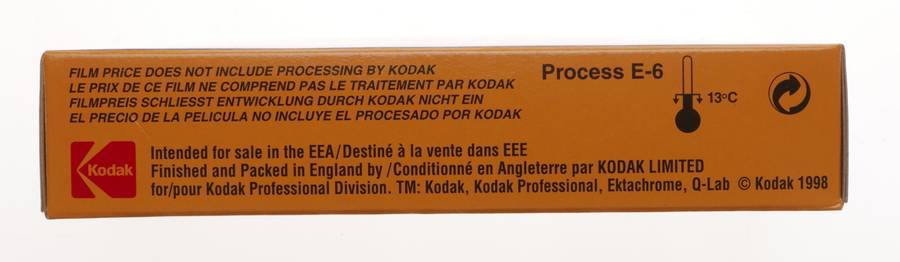 FILM PRICE DOES NOT INCLUDE PROCESSING BY KODAK
LE PRIX DE CE FILM NE COMPREND PAS LE TRAITEMENT PAR KODAK
FILMPREIS SCHLIESST ENTWICKLUNG DURCH KODAK NICHT EIN
EL PRECIO DE LA PELICULA NO INCLUYE EL PROCESADO POR KODAK
Process E-6
13°C
Kodak
Intended for sale in the EEA/Destiné à la vente dans EEE
Finished and Packed in England by /Conditionné en Angleterre par KODAK LIMITED
for/pour Kodak Professional Division. TM: Kodak, Kodak Professional, Ektachrome, Q-Lab © Kodak 1998